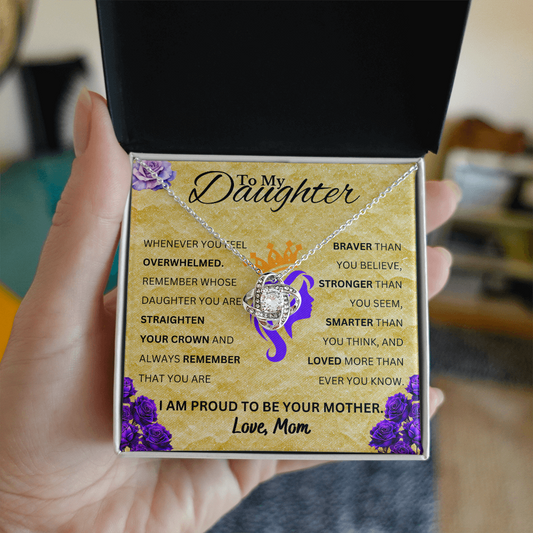 To My
Daughter
WHENEVER YOU FEEL
OVERWHELMED.
REMEMBER WHOSE
DAUGHTER YOU ARE
STRAIGHTEN
YOUR CROWN AND
ALWAYS REMEMBER
THAT YOU ARE
BRAVER THAN
YOU BELIEVE,
STRONGER THAN
YOU SEEM,
SMARTER THAN
YOU THINK, AND
LOVED MORE THAN
EVER YOU KNOW.
I AM PROUD TO BE YOUR MOTHER.
Love, Mom